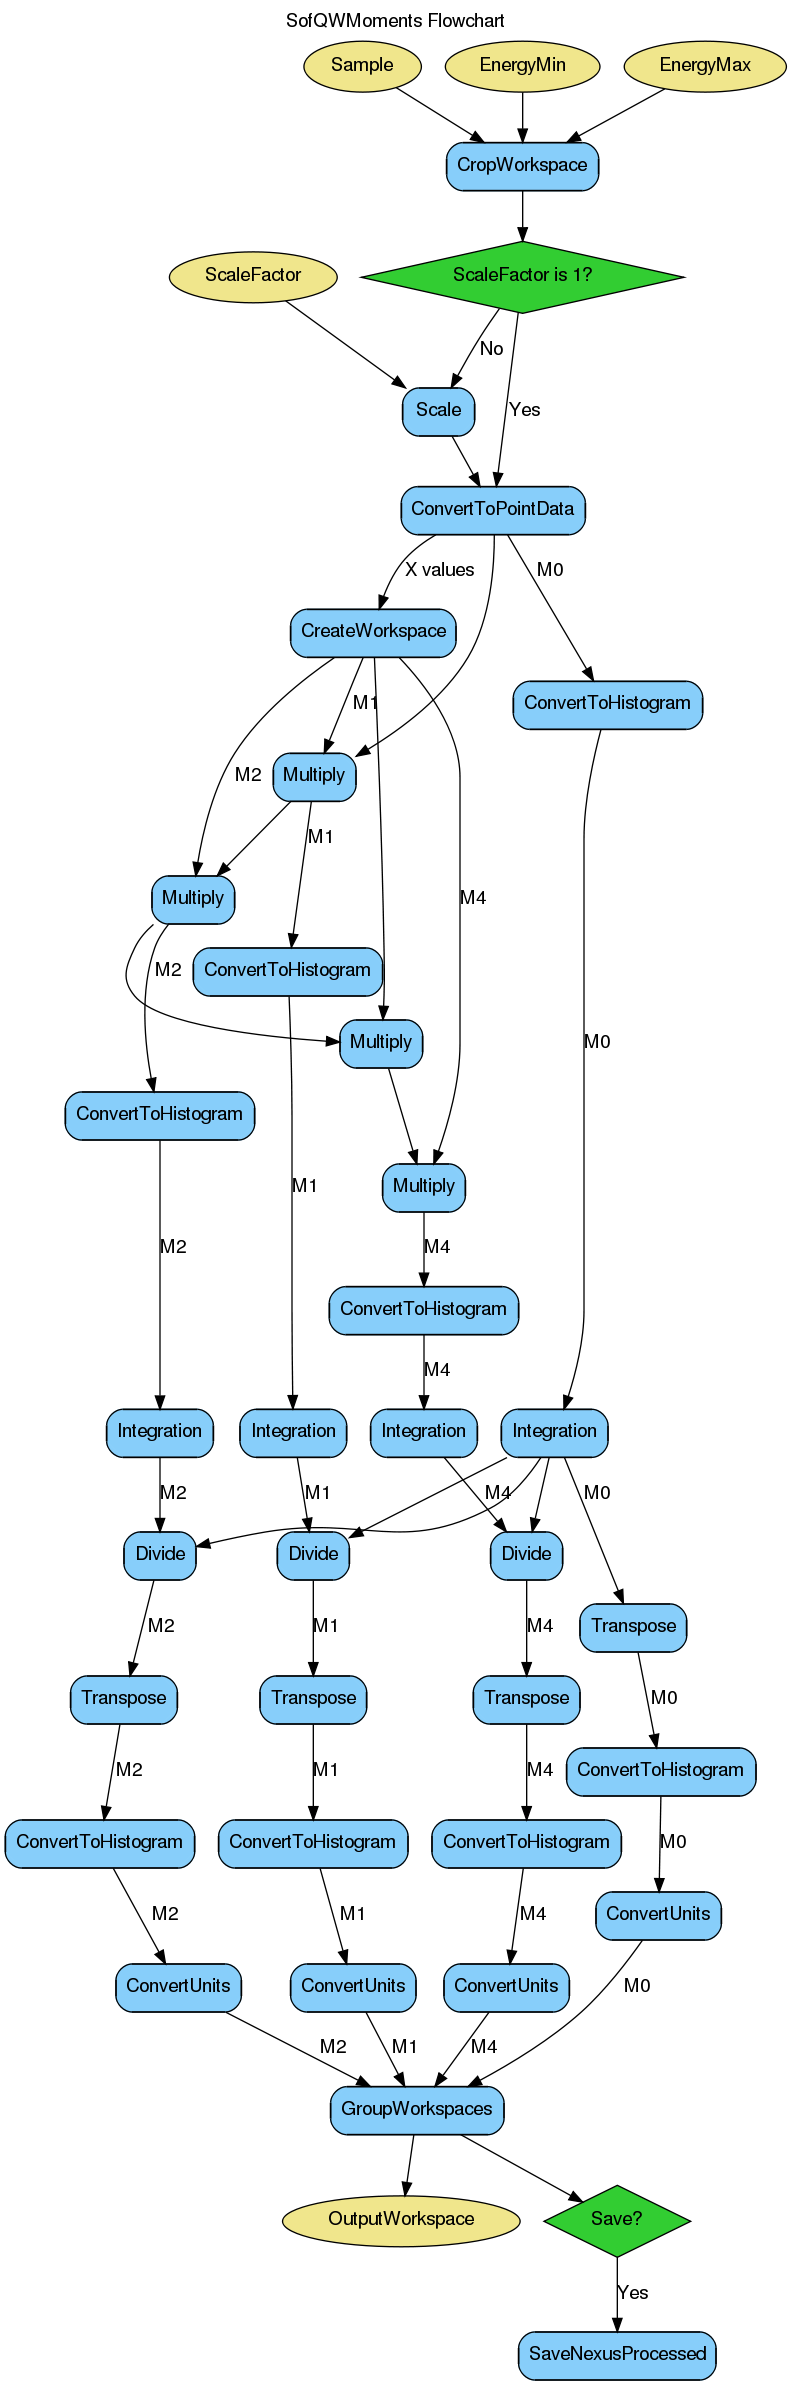 SofQWMoments Flowchart
Sample
EnergyMin
EnergyMax
CropWorkspace
ScaleFactor
ScaleFactor is 1?
No
Scale
Yes
ConvertToPointData
X values
M0
CreateWorkspace
ConvertToHistogram
M1
M2
Multiply
M1
M4
Multiply
M2
ConvertToHistogram
Multiply
M0
ConvertToHistogram
M1
Multiply
M2
M4
ConvertToHistogram
M4
Integration
Integration
Integration
Integration
M2
M1
M4
M0
Divide
Divide
Divide
M2
M1
M4
Transpose
Transpose
Transpose
Transpose
M0
M2
M1
M4
ConvertToHistogram
ConvertToHistogram
ConvertToHistogram
ConvertToHistogram
M0
M2
M1
M4
ConvertUnits
ConvertUnits
ConvertUnits
ConvertUnits
M0
M2
M1
M4
GroupWorkspaces
OutputWorkspace
Save?
Yes
SaveNexusProcessed